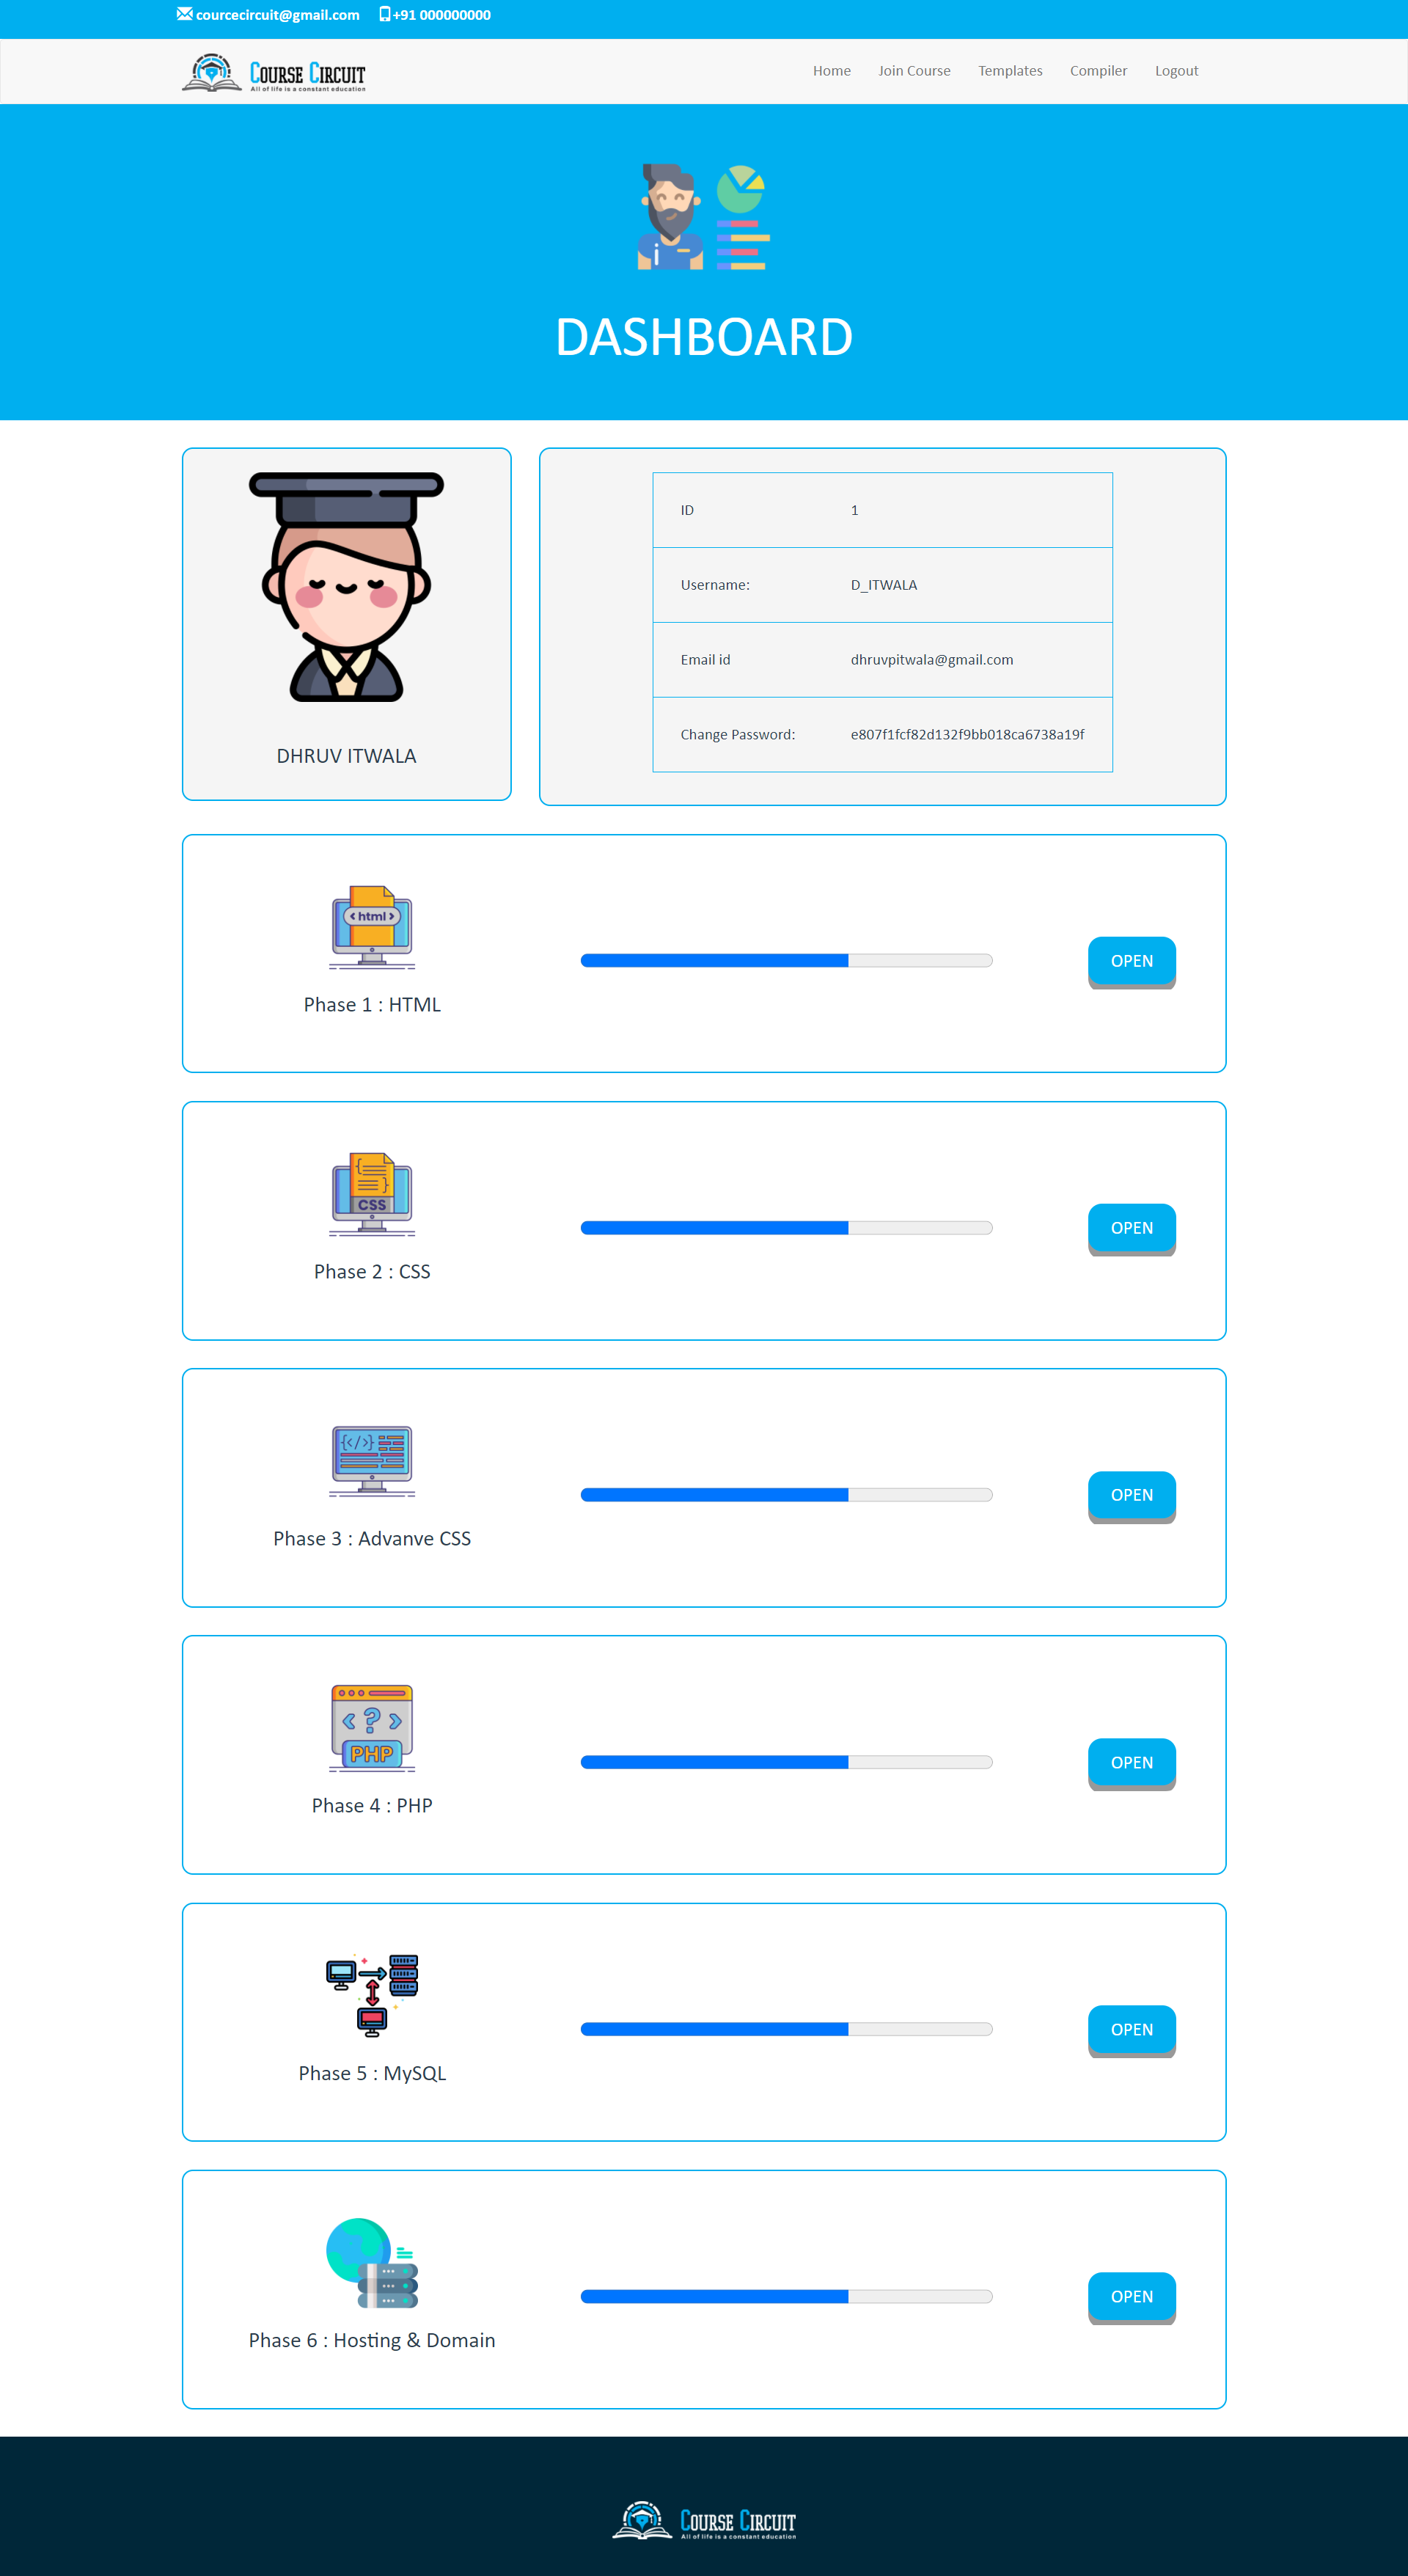 courcecircuit@gmail.com +91 000000000
COURSE CIRCUIT
All of life is a constant education
Home Join Course Templates Compiler Logout
i
DASHBOARD
DHRUV ITWALA
ID 1
Username: D_ITWALA
Email id dhruvpitwala@gmail.com
Change Password: e807f1fcf82d132f9bb018ca6738a19f
<html>
OPEN
Phase 1 : HTML
{ }
CSS
OPEN
Phase 2 : CSS
{</>}
OPEN
Phase 3 : Advanve CSS
<?>
PHP
OPEN
Phase 4 : PHP
OPEN
Phase 5 : MySQL
OPEN
Phase 6 : Hosting & Domain
COURSE CIRCUIT
All of life is a constant education